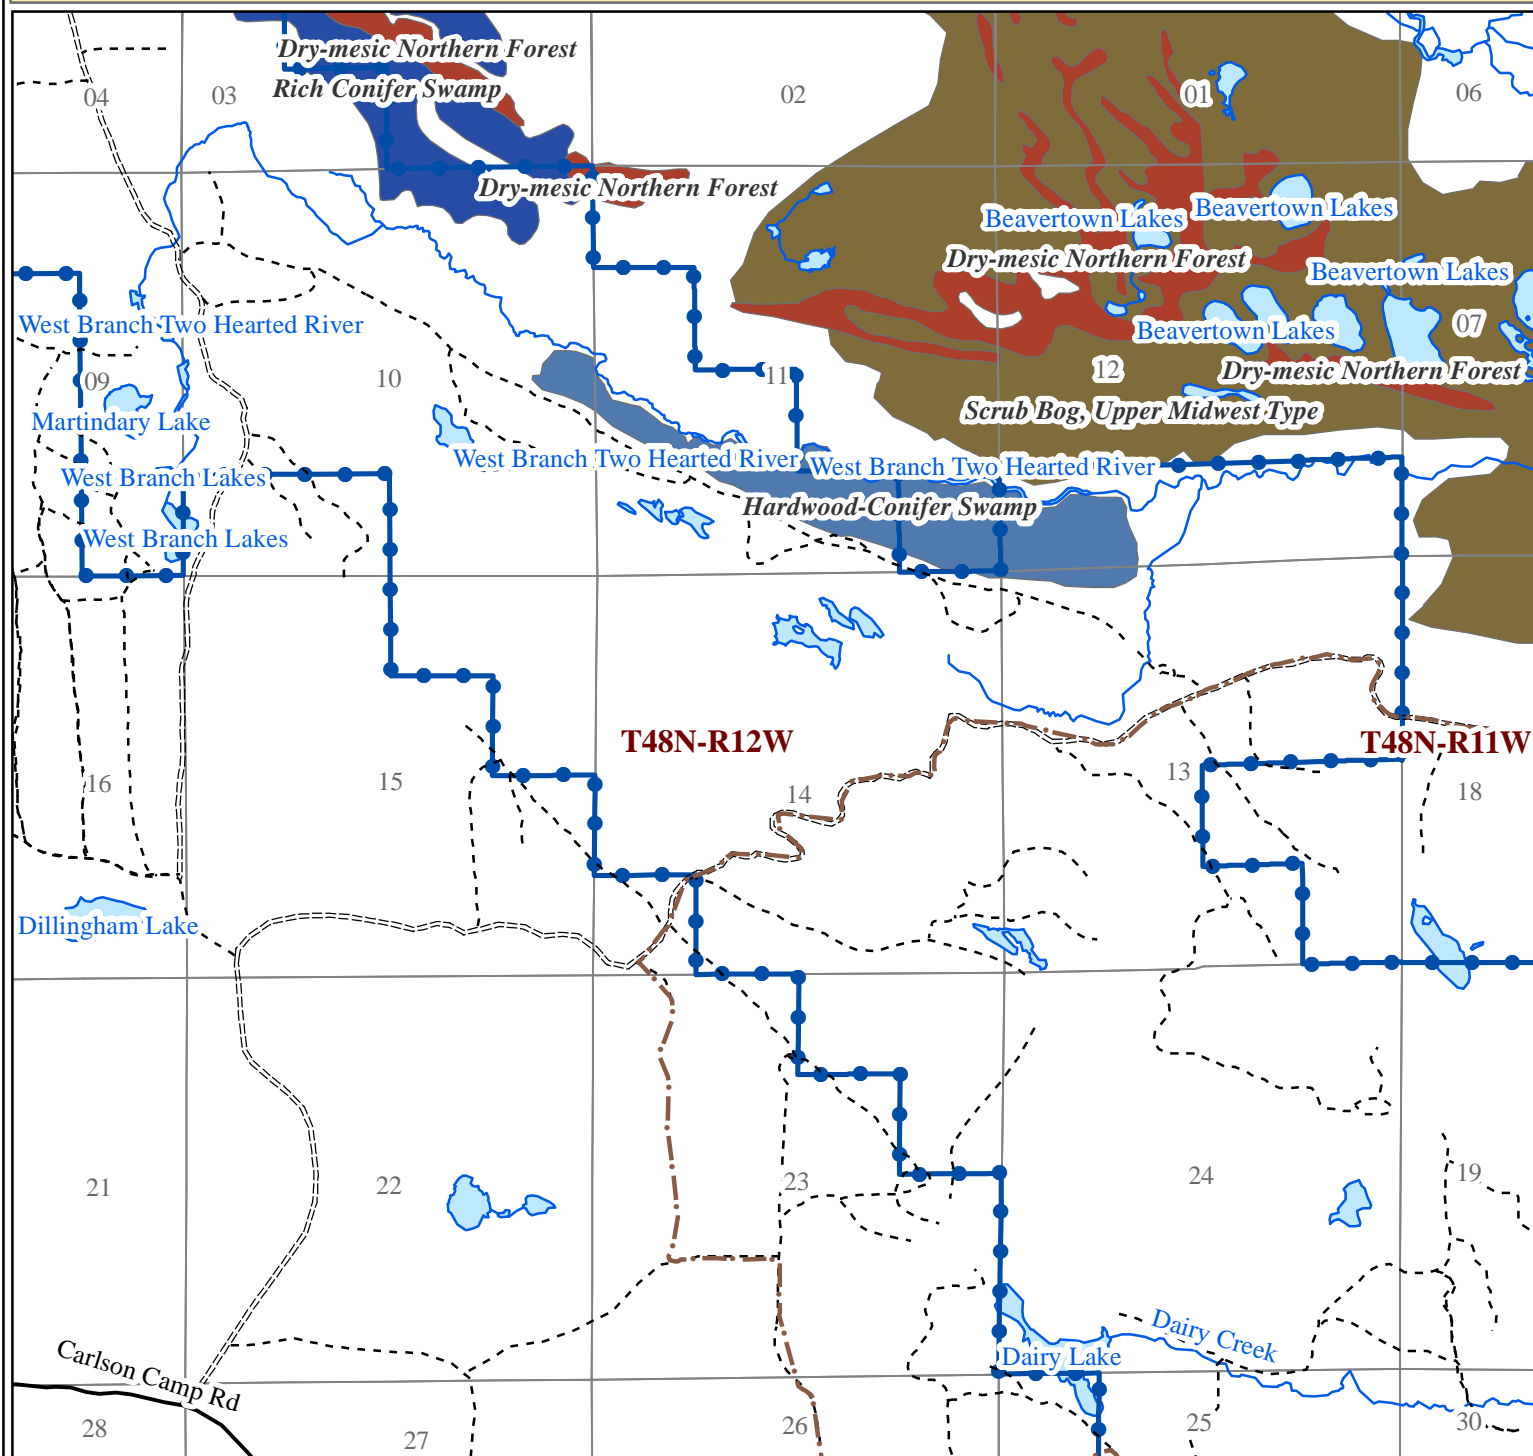 Dry-mesic Northern Forest
Rich Conifer Swamp
04
03
02
01
06
Dry-mesic Northern Forest
Beavertown Lakes
Beavertown Lakes
Dry-mesic Northern Forest
Beavertown Lakes
West Branch Two Hearted River
Beavertown Lakes
07
09
10
11
12
Dry-mesic Northern Forest
Martindary Lake
Scrub Bog, Upper Midwest Type
West Branch Two Hearted River
West Branch Two Hearted River
West Branch Lakes
Hardwood-Conifer Swamp
West Branch Lakes
T48N-R12W
T48N-R11W
16
15
14
13
18
Dillingham Lake
21
22
23
24
19
Dairy Creek
Dairy Lake
Carlson Camp Rd
28
27
26
25
30